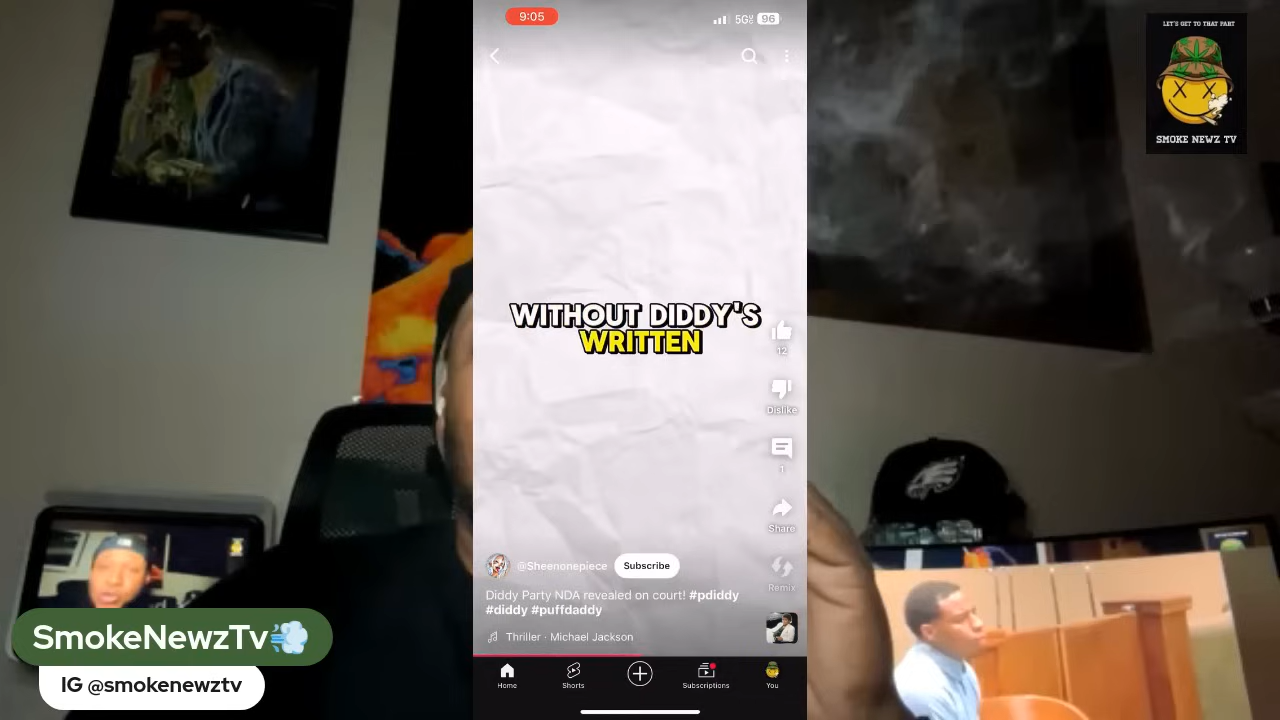 9:05
5G
96
LET'S GET TO THAT PART
SMOKE NEWZ TV
WITHOUT DIDDY'S
WRITTEN
12
Dislike
1
Share
Remix
@Sheenonepiece
Subscribe
Diddy Party NDA revealed on court! #pdiddy
#diddy #puffdaddy
Thriller · Michael Jackson
Home
Shorts
Subscriptions
You
SmokeNewzTv💨
IG @smokenewztv